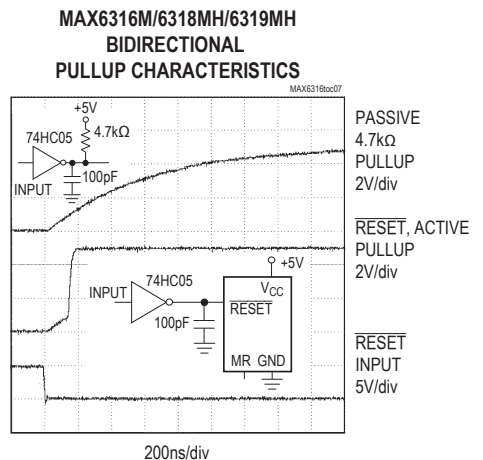 MAX6316M/6318MH/6319MH
BIDIRECTIONAL
PULLUP CHARACTERISTICS
MAX6316toc07
+5V
74HC05
4.7kΩ
100pF
INPUT
PASSIVE
4.7kΩ
PULLUP
2V/div
RESET, ACTIVE
PULLUP
2V/div
+5V
74HC05
INPUT
VCC
RESET
100pF
MR GND
RESET
INPUT
5V/div
200ns/div